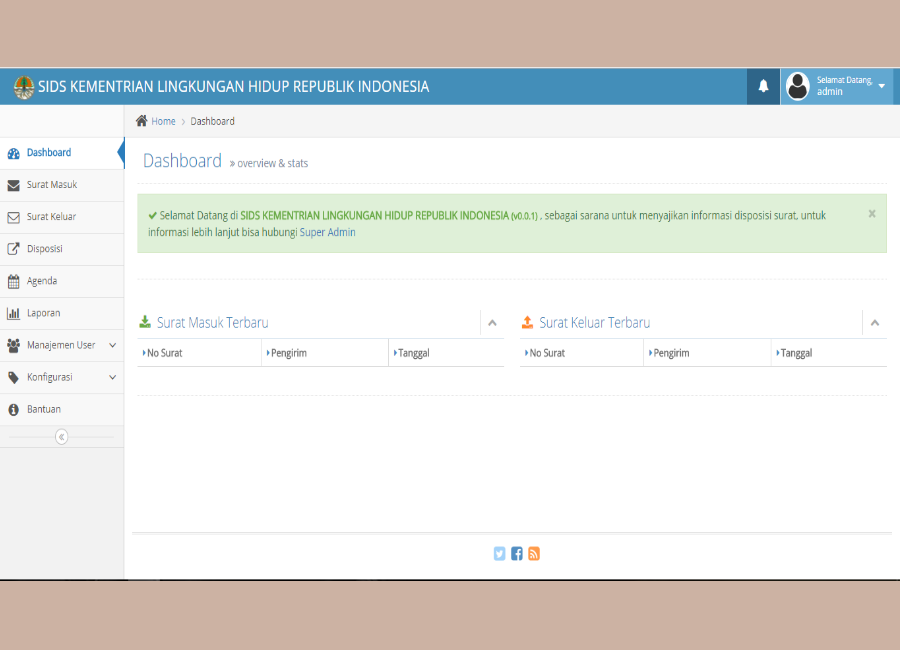 SIDS KEMENTRIAN LINGKUNGAN HIDUP REPUBLIK INDONESIA
Selamat Datang,
admin
Home › Dashboard
Dashboard
Surat Masuk
Surat Keluar
Disposisi
Agenda
Laporan
Manajemen User
Konfigurasi
Bantuan
Dashboard » overview & stats
Selamat Datang di SIDS KEMENTRIAN LINGKUNGAN HIDUP REPUBLIK INDONESIA (v0.0.1) , sebagai sarana untuk menyajikan informasi disposisi surat, untuk
informasi lebih lanjut bisa hubungi Super Admin
Surat Masuk Terbaru
No Surat Pengirim Tanggal
Surat Keluar Terbaru
No Surat Pengirim Tanggal